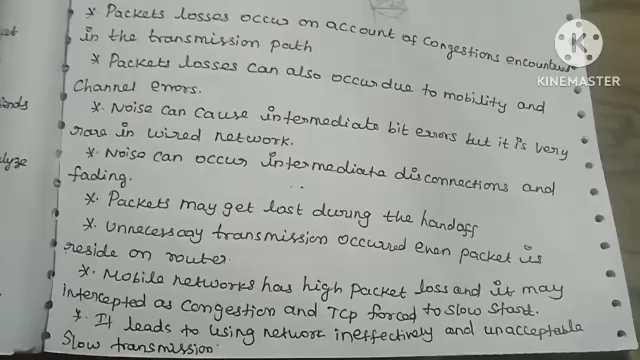 * Packets losses occur on account of congestions encounter
in the transmission path
* Packets losses can also occur due to mobility and
channel errors.
*. Noise can cause intermediate bit errors but it is very
rare in wired network.
*. Noise can occur intermediate disconnections and
fading.
*. Packets may get last during the handoff
*. unnecessay transmission occurred even packet is
reside on router.
*. Mobile networks has high packet loss and it may
intercepted as congestion and TCP forced to slow start.
*. It leads to using network ineffectively and unacceptable
slow transmission.
K
KINEMASTER